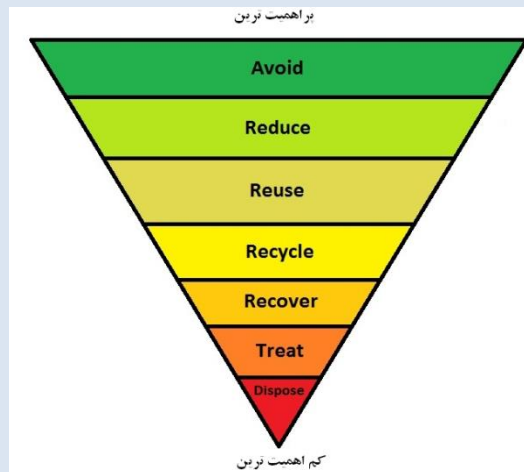 پراهمیت ترین
Avoid
Reduce
Reuse
Recycle
Recover
Treat
Dispose
کم اهمیت ترین